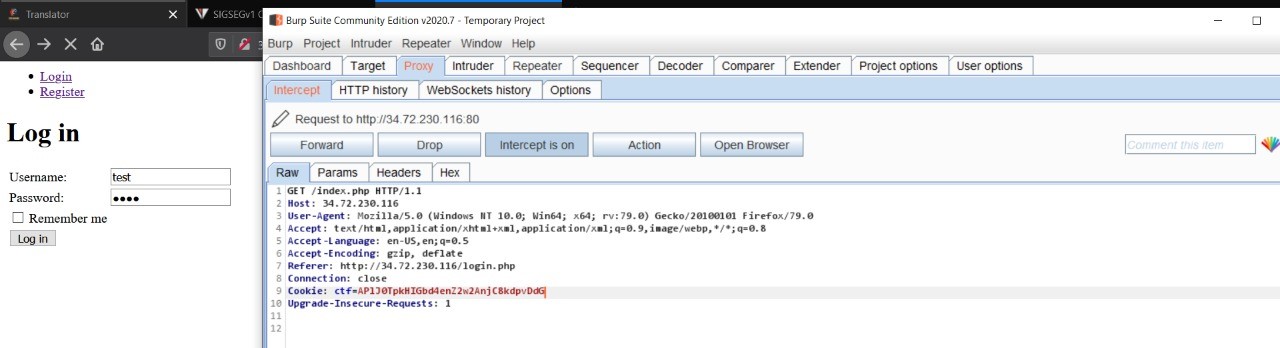 Translator
SIGSEGv1 C
Burp Suite Community Edition v2020.7 - Temporary Project
Burp Project Intruder Repeater Window Help
Dashboard Target Proxy Intruder Repeater Sequencer Decoder Comparer Extender Project options User options
Intercept HTTP history WebSockets history Options
Request to http://34.72.230.116:80
Forward Drop Intercept is on Action Open Browser Comment this item
Raw Params Headers Hex
1 GET /index.php HTTP/1.1
2 Host: 34.72.230.116
3 User-Agent: Mozilla/5.0 (Windows NT 10.0; Win64; x64; rv:79.0) Gecko/20100101 Firefox/79.0
4 Accept: text/html,application/xhtml+xml,application/xml;q=0.9,image/webp,*/*;q=0.8
5 Accept-Language: en-US,en;q=0.5
6 Accept-Encoding: gzip, deflate
7 Referer: http://34.72.230.116/login.php
8 Connection: close
9 Cookie: ctf=APlJ0TpkHIGbd4enZ2w2AnjC8kdpvDdG
10 Upgrade-Insecure-Requests: 1
11
12
Login
Register
Log in
Username: test
Password: ••••
Remember me
Log in